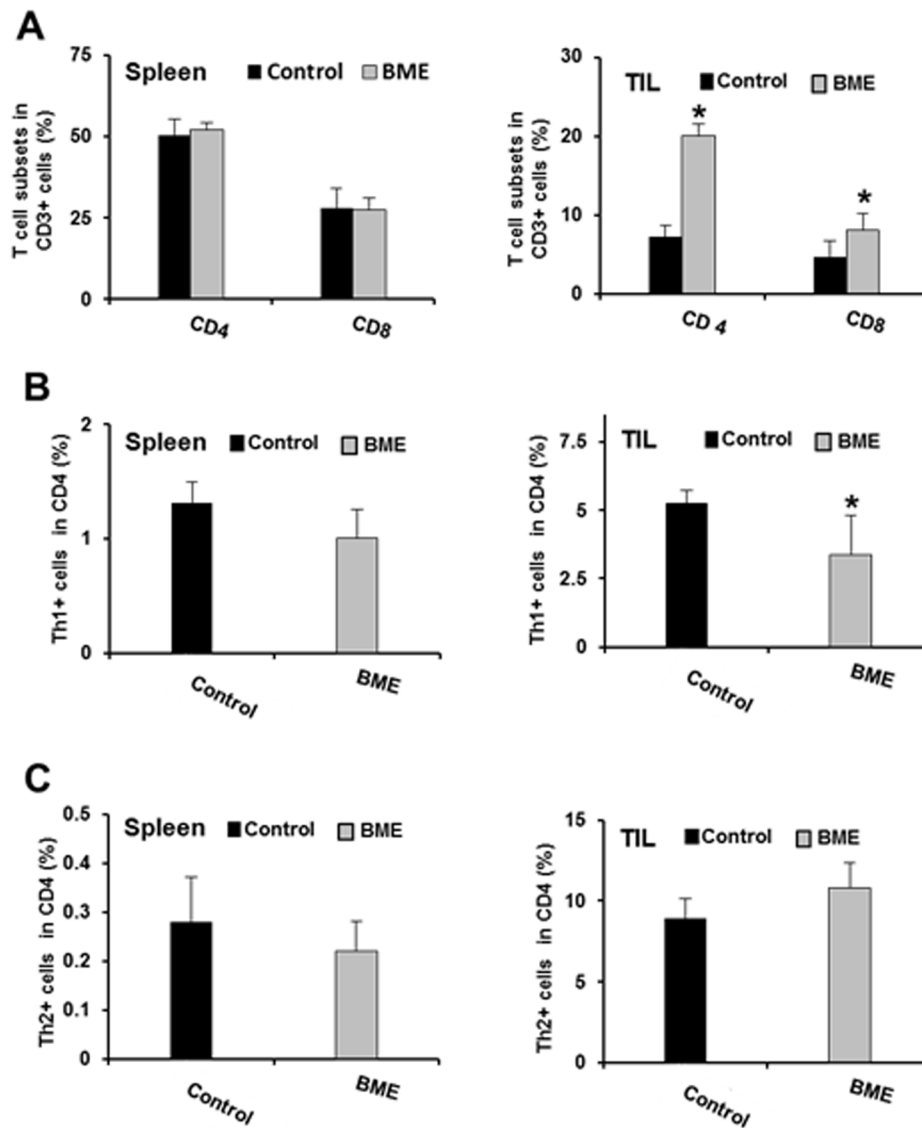 A
Spleen
Control
BME
T cell subsets in
CD3+ cells (%)
75
50
25
0
CD4
CD8
TIL
Control
BME
T cell subsets in
CD3+ cells (%)
30
20
10
0
*
*
CD 4
CD8
B
Spleen
Control
BME
Th1+ cells in CD4 (%)
2
1
0
Control
BME
TIL
Control
BME
Th1+ cells in CD4 (%)
7.5
5
2.5
0
*
Control
BME
C
Spleen
Control
BME
Th2+ cells in CD4 (%)
0.5
0.4
0.3
0.2
0.1
0
Control
BME
TIL
Control
BME
Th2+ cells in CD4 (%)
15
10
5
0
Control
BME